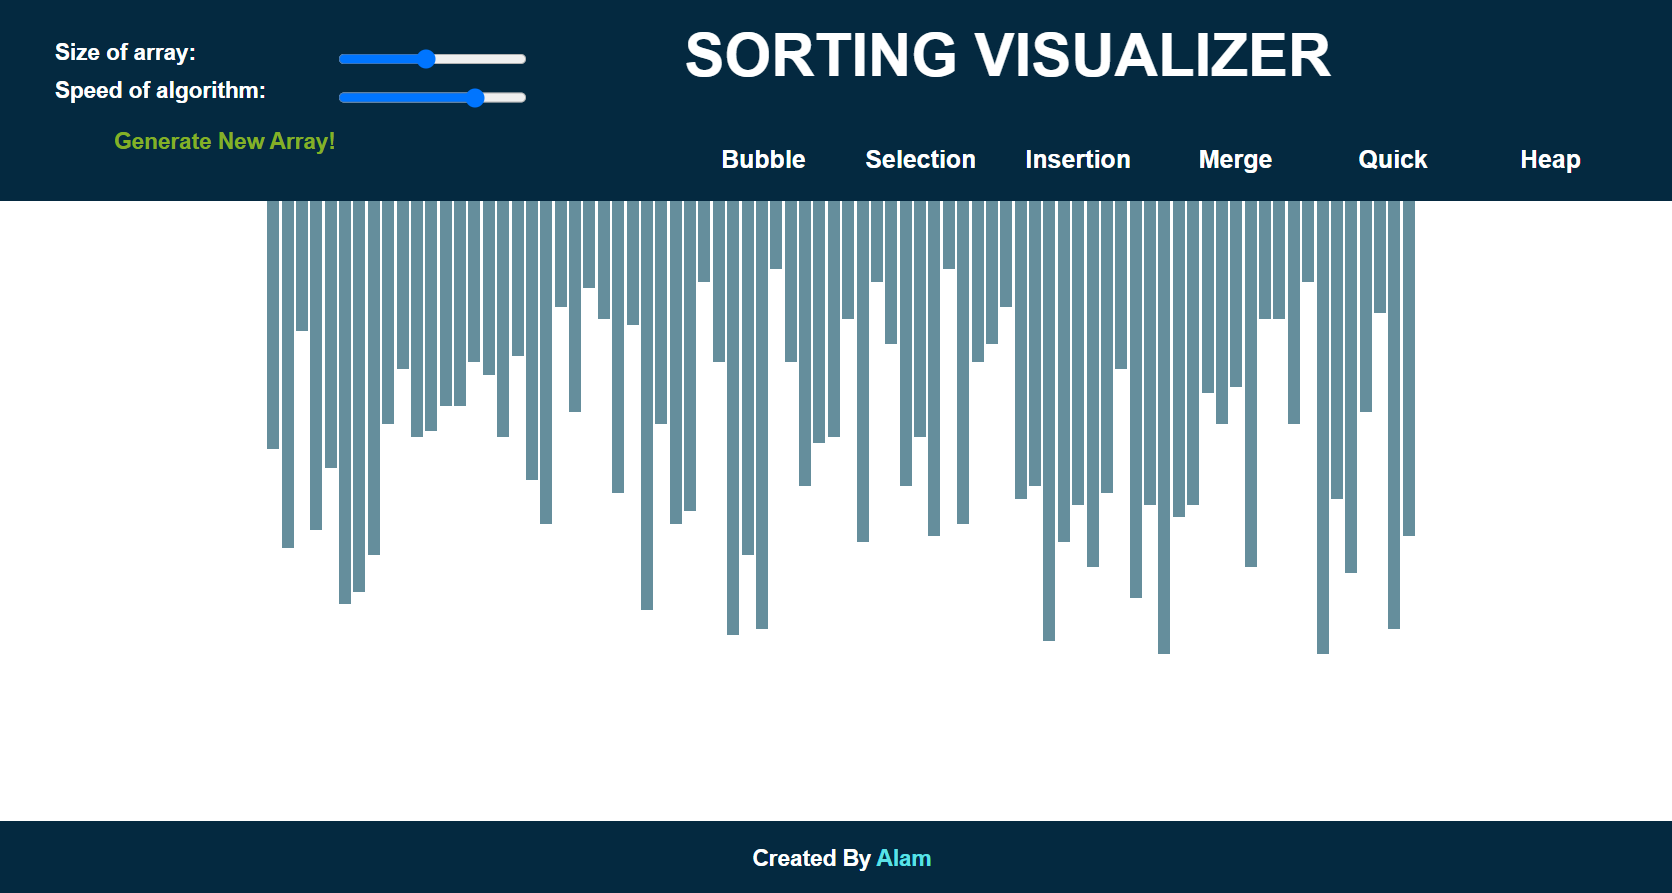 Size of array:
Speed of algorithm:
Generate New Array!
SORTING VISUALIZER
Bubble Selection Insertion Merge Quick Heap
Created By Alam